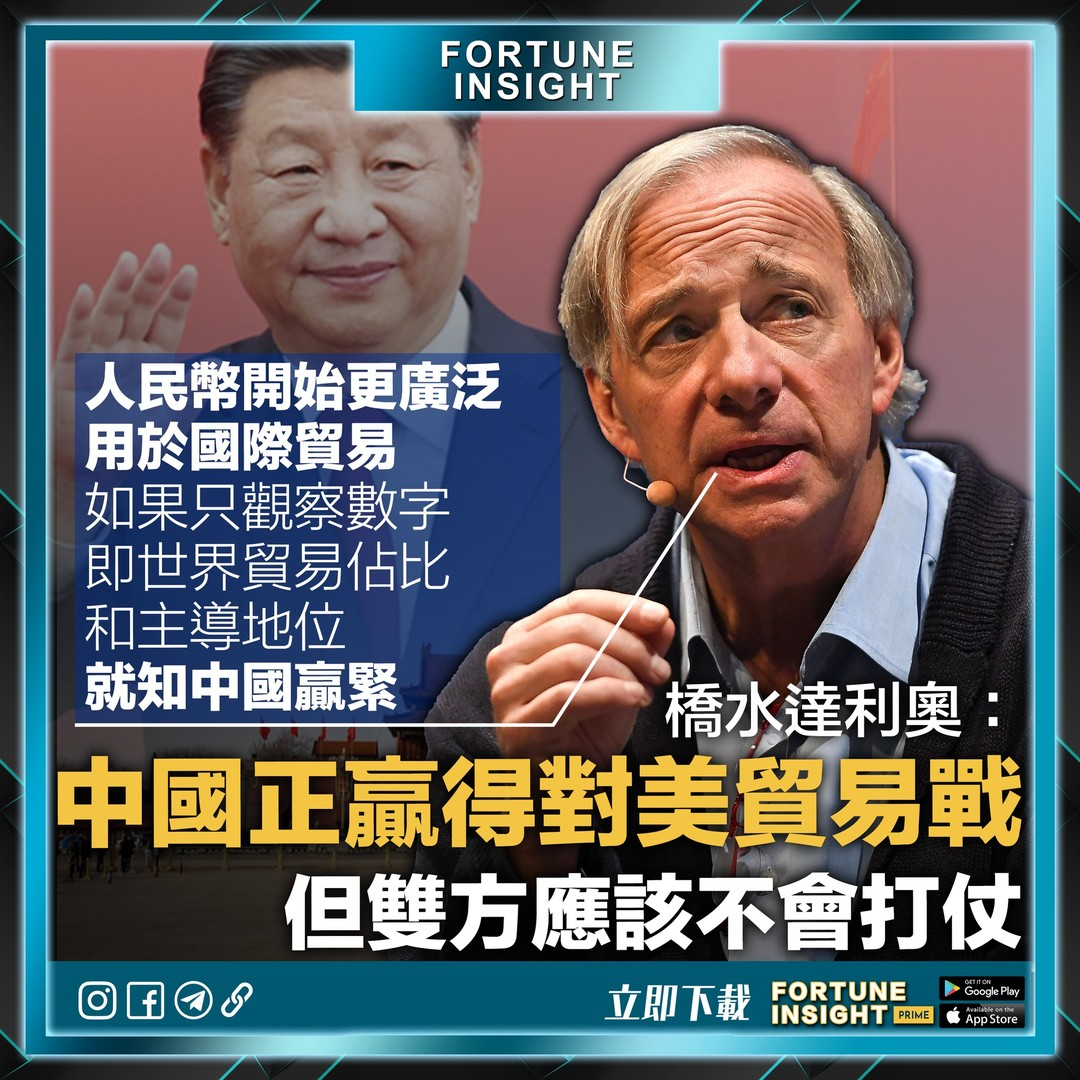 FORTUNE
INSIGHT
人民幣開始更廣泛
用於國際貿易
如果只觀察數字
即世界貿易佔比
和主導地位
就知中國贏緊
橋水達利奧：
中國正贏得對美貿易戰
但雙方應該不會打仗
立即下載
FORTUNE
INSIGHT PRIME
GET IT ON
Google Play
Available on the
App Store